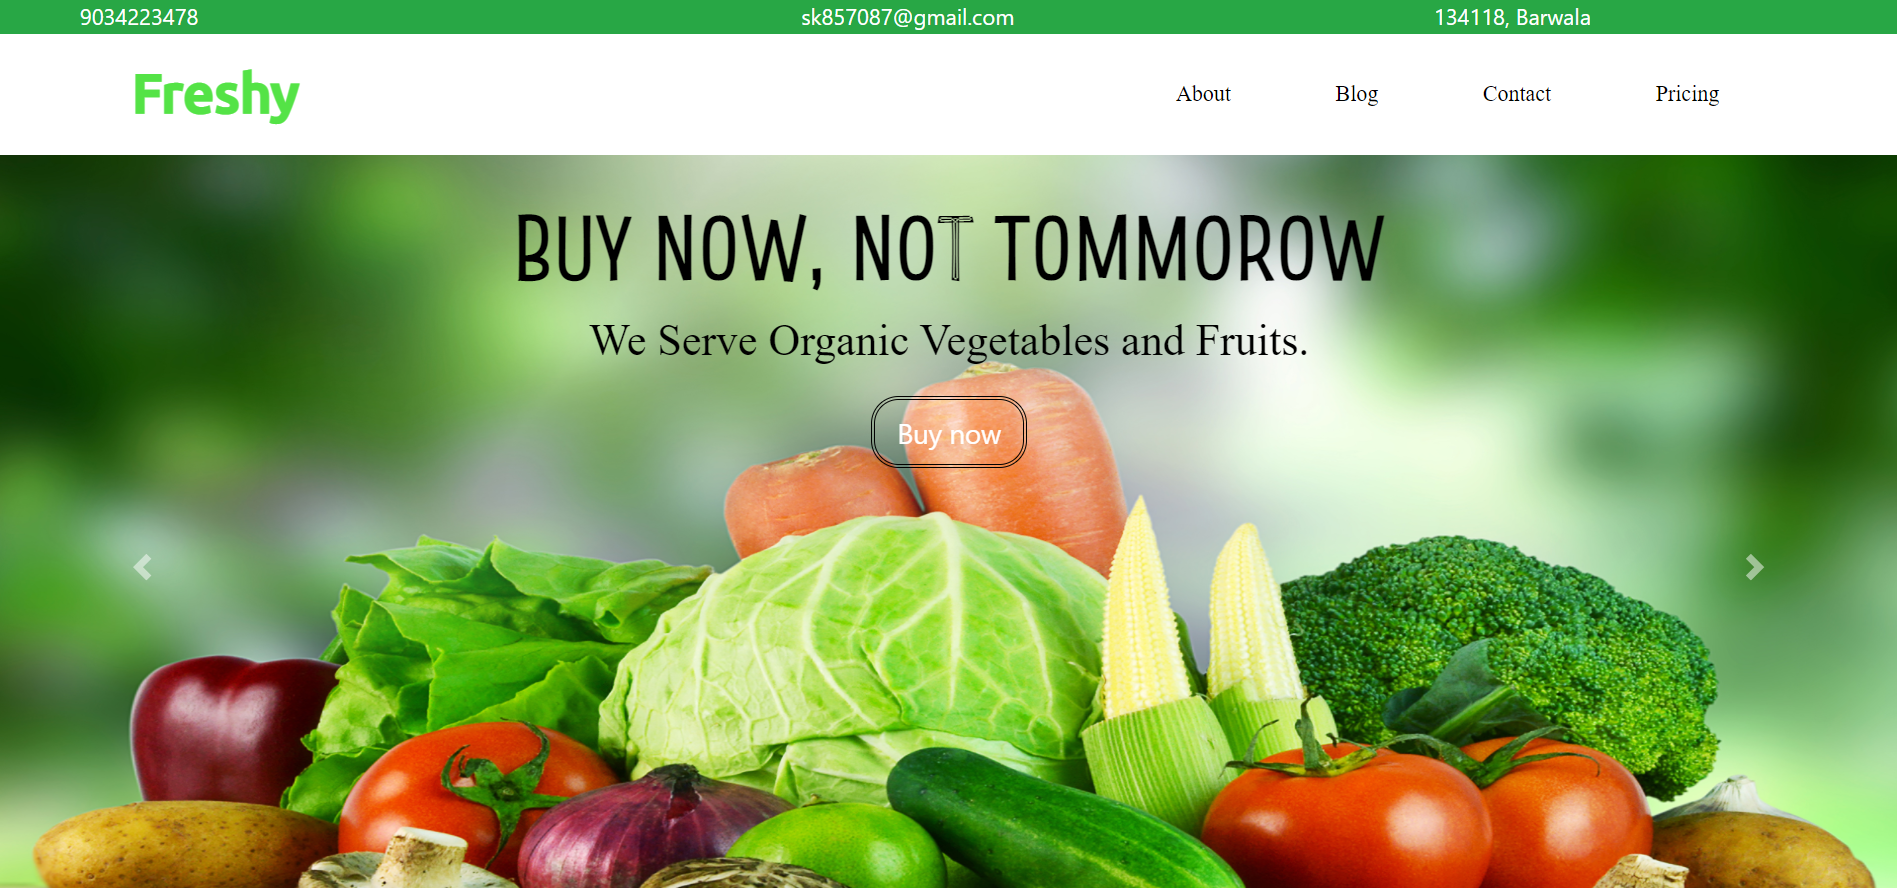 9034223478 sk857087@gmail.com 134118, Barwala
Freshy About Blog Contact Pricing
BUY NOW, NOT TOMMOROW
We Serve Organic Vegetables and Fruits.
Buy now